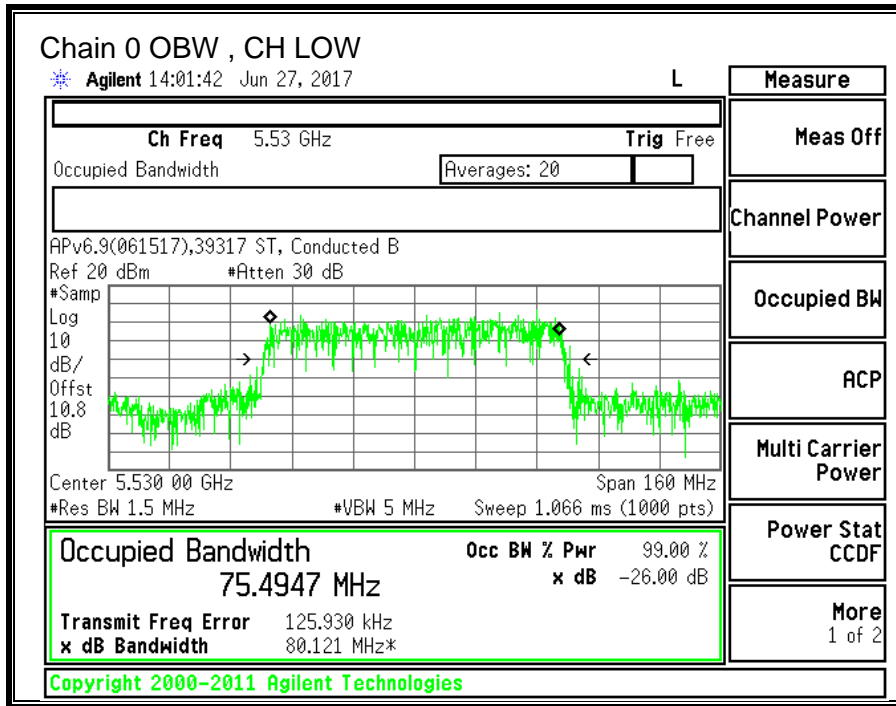 Chain 0 OBW , CH LOW
Agilent 14:01:42 Jun 27, 2017 L
Measure
Ch Freq 5.53 GHz Trig Free
Meas Off
Occupied Bandwidth Averages: 20
Channel Power
APv6.9(061517),39317 ST, Conducted B
Ref 20 dBm #Atten 30 dB
#Samp
Log
10
dB/
Offst
10.8
dB
Occupied BW
ACP
Center 5.530 00 GHz Span 160 MHz
#Res BW 1.5 MHz #VBW 5 MHz Sweep 1.066 ms (1000 pts)
Multi Carrier
Power
Occupied Bandwidth Occ BW % Pwr 99.00 %
75.4947 MHz x dB -26.00 dB
Power Stat
CCDF
Transmit Freq Error 125.930 kHz
x dB Bandwidth 80.121 MHz*
More
1 of 2
Copyright 2000-2011 Agilent Technologies